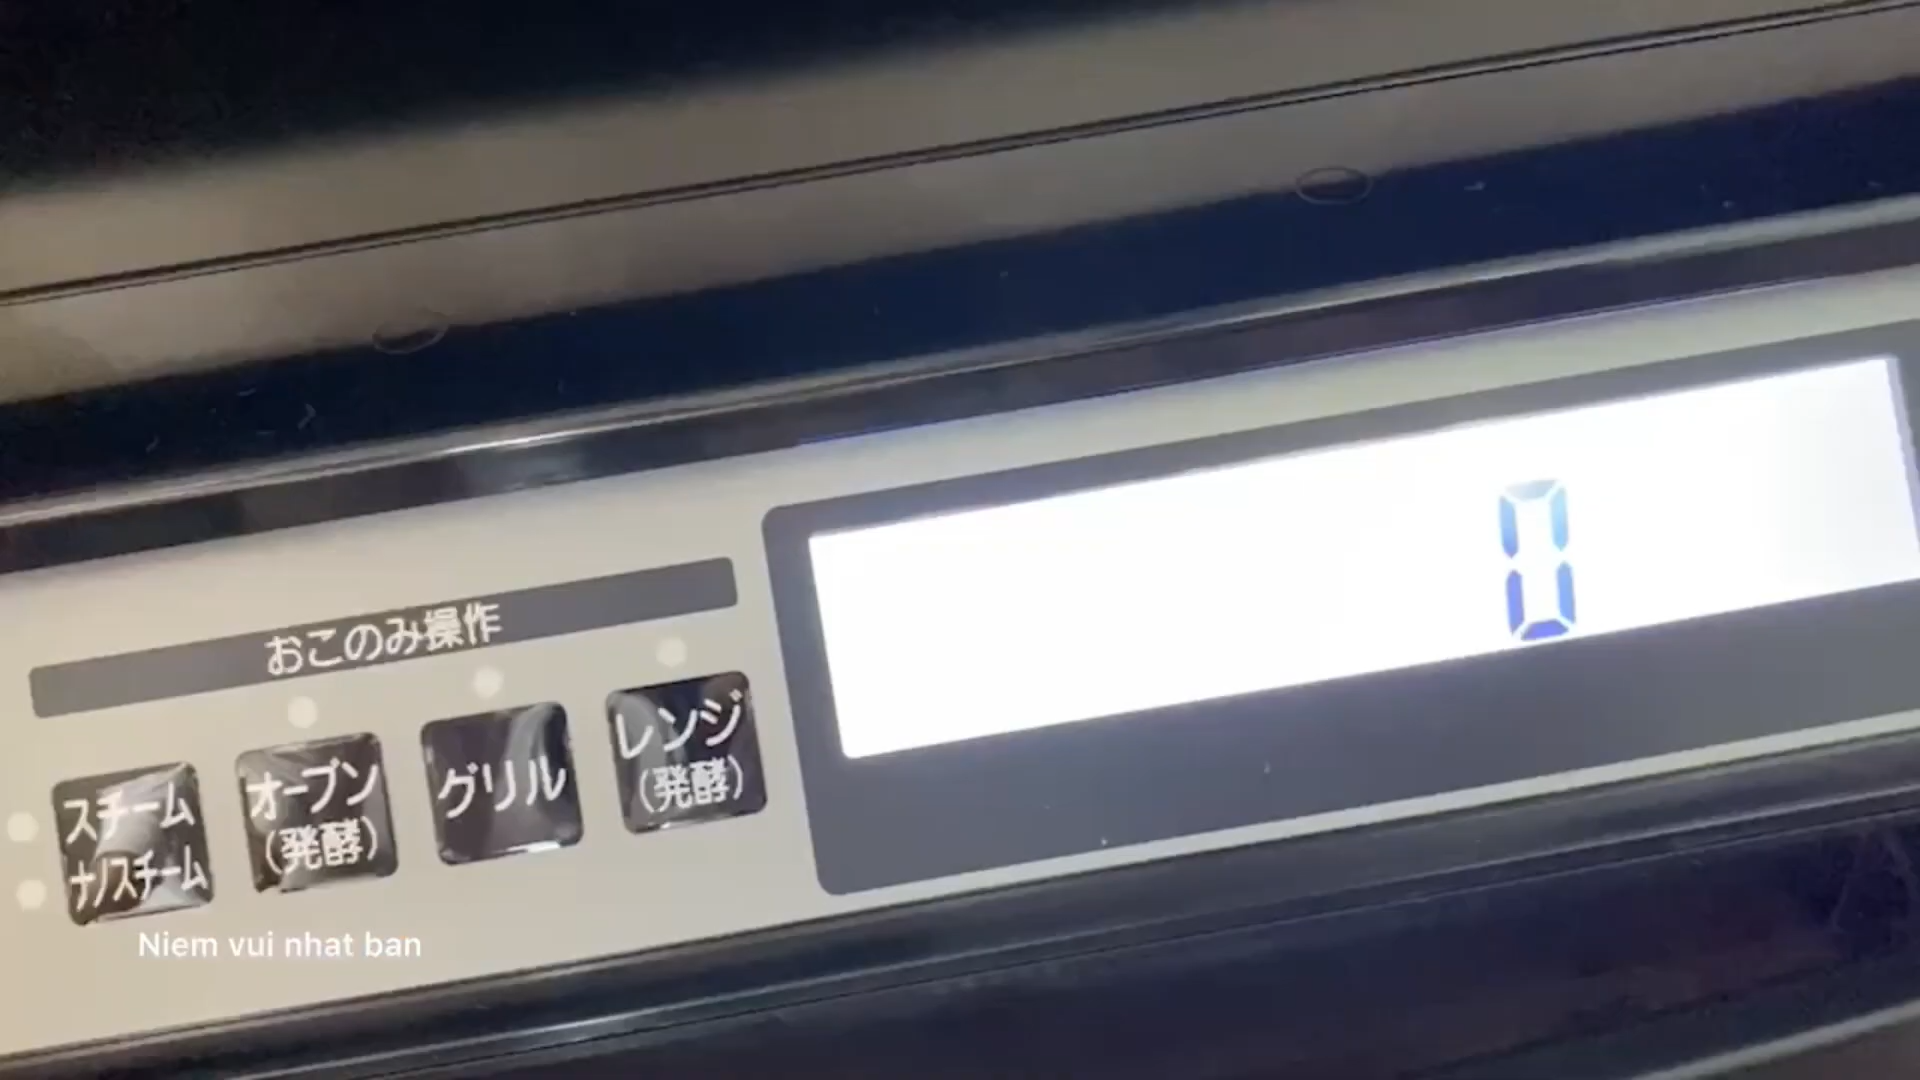 おこのみ操作
スチーム
ナノスチーム
オーブン
(発酵)
グリル
レンジ
(発酵)
0
Niem vui nhat ban